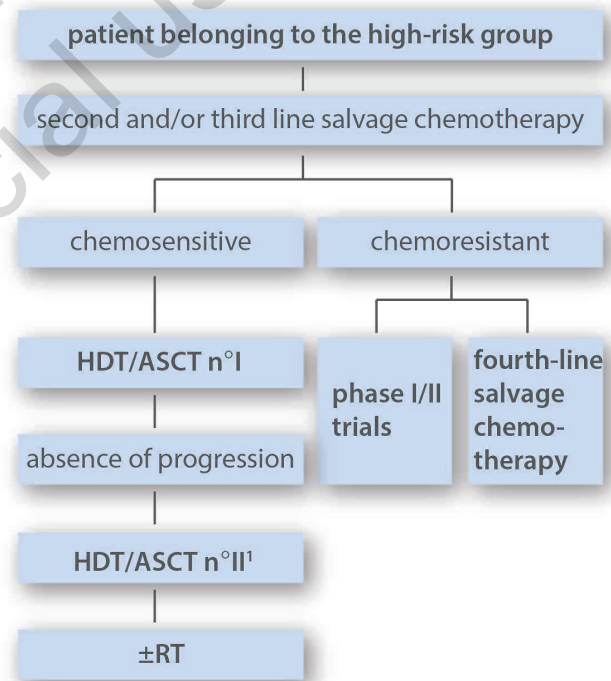 patient belonging to the high-risk group
second and/or third line salvage chemotherapy
chemosensitive
chemoresistant
HDT/ASCT n°I
phase I/II
trials
fourth-line
salvage
chemo-
therapy
absence of progression
HDT/ASCT n°II¹
±RT